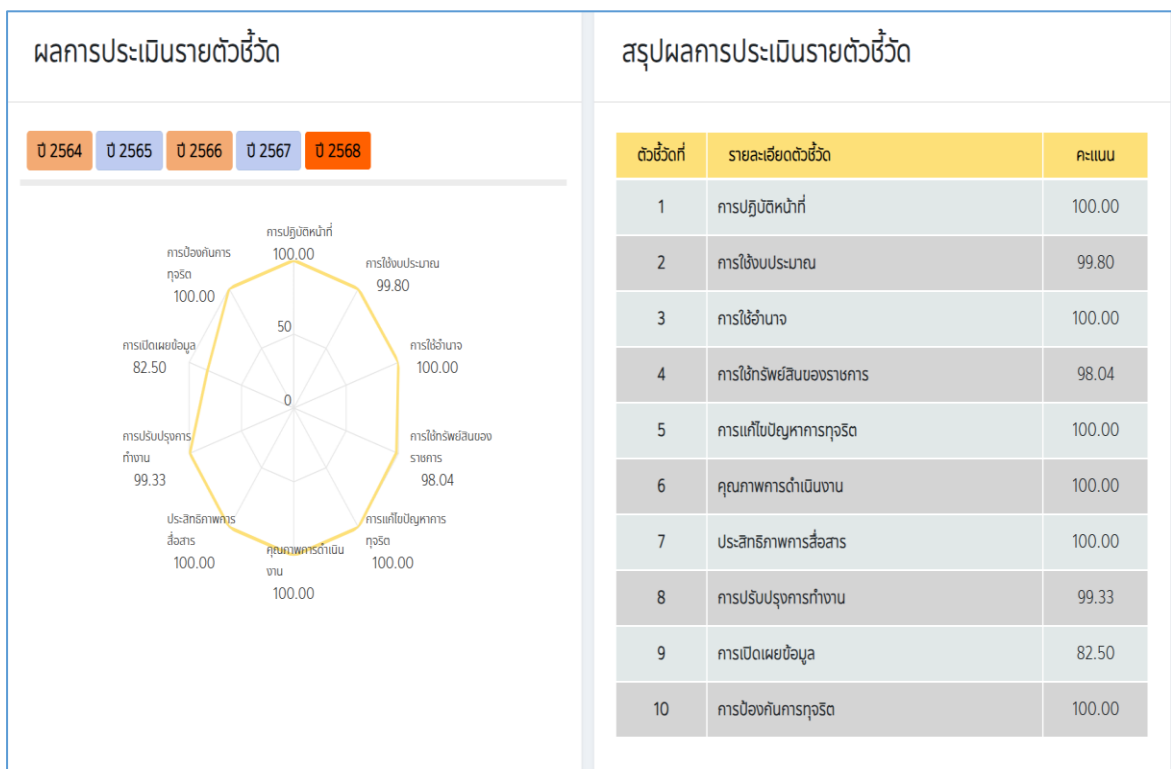 ผลการประเมินรายตัวชี้วัด
ปี 2564 ปี 2565 ปี 2566 ปี 2567 ปี 2568
การปฏิบัติหน้าที่
100.00
การใช้งบประมาณ
99.80
การใช้อำนาจ
100.00
การใช้ทรัพย์สินของ
ราชการ
98.04
การแก้ไขปัญหาการ
ทุจริต
100.00
คุณภาพการดำเนิน
งาน
100.00
ประสิทธิภาพการ
สื่อสาร
100.00
การปรับปรุงการ
ทำงาน
99.33
การเปิดเผยข้อมูล
82.50
การป้องกันการ
ทุจริต
100.00
50
0
สรุปผลการประเมินรายตัวชี้วัด
ตัวชี้วัดที่ รายละเอียดตัวชี้วัด คะแนน
1 การปฏิบัติหน้าที่ 100.00
2 การใช้งบประมาณ 99.80
3 การใช้อำนาจ 100.00
4 การใช้ทรัพย์สินของราชการ 98.04
5 การแก้ไขปัญหาการทุจริต 100.00
6 คุณภาพการดำเนินงาน 100.00
7 ประสิทธิภาพการสื่อสาร 100.00
8 การปรับปรุงการทำงาน 99.33
9 การเปิดเผยข้อมูล 82.50
10 การป้องกันการทุจริต 100.00